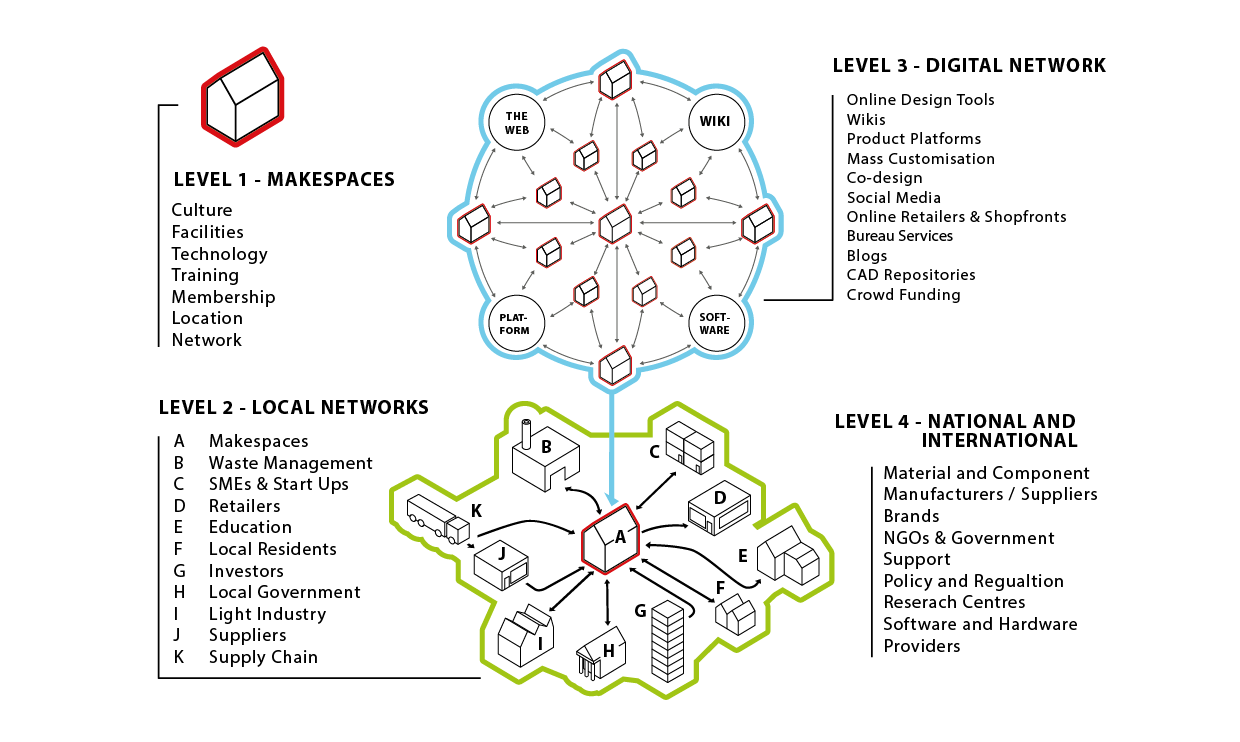 LEVEL 1 - MAKESPACES
Culture
Facilities
Technology
Training
Membership
Location
Network
THE
WEB
WIKI
PLAT-
FORM
SOFT-
WARE
LEVEL 3 - DIGITAL NETWORK
Online Design Tools
Wikis
Product Platforms
Mass Customisation
Co-design
Social Media
Online Retailers & Shopfronts
Bureau Services
Blogs
CAD Repositories
Crowd Funding
LEVEL 2 - LOCAL NETWORKS
A Makespaces
B Waste Management
C SMEs & Start Ups
D Retailers
E Education
F Local Residents
G Investors
H Local Government
I Light Industry
J Suppliers
K Supply Chain
B
C
K
D
A
J
E
F
G
I
H
LEVEL 4 - NATIONAL AND
INTERNATIONAL
Material and Component
Manufacturers / Suppliers
Brands
NGOs & Government
Support
Policy and Regualtion
Reserach Centres
Software and Hardware
Providers